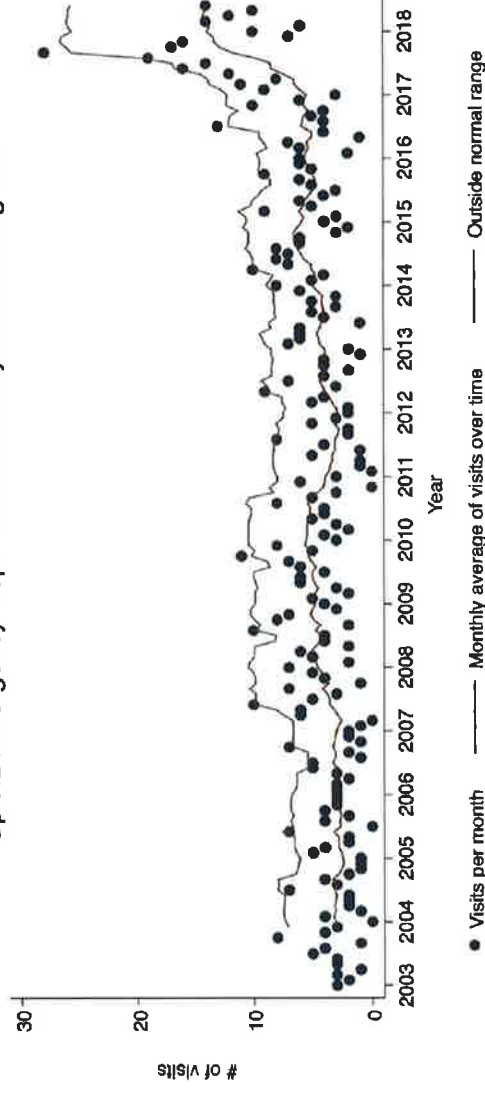 30
20
10
0
# of visits
2003 2004 2005 2006 2007 2008 2009 2010 2011 2012 2013 2014 2015 2016 2017 2018
Year
Visits per month
Monthly average of visits over time
Outside normal range